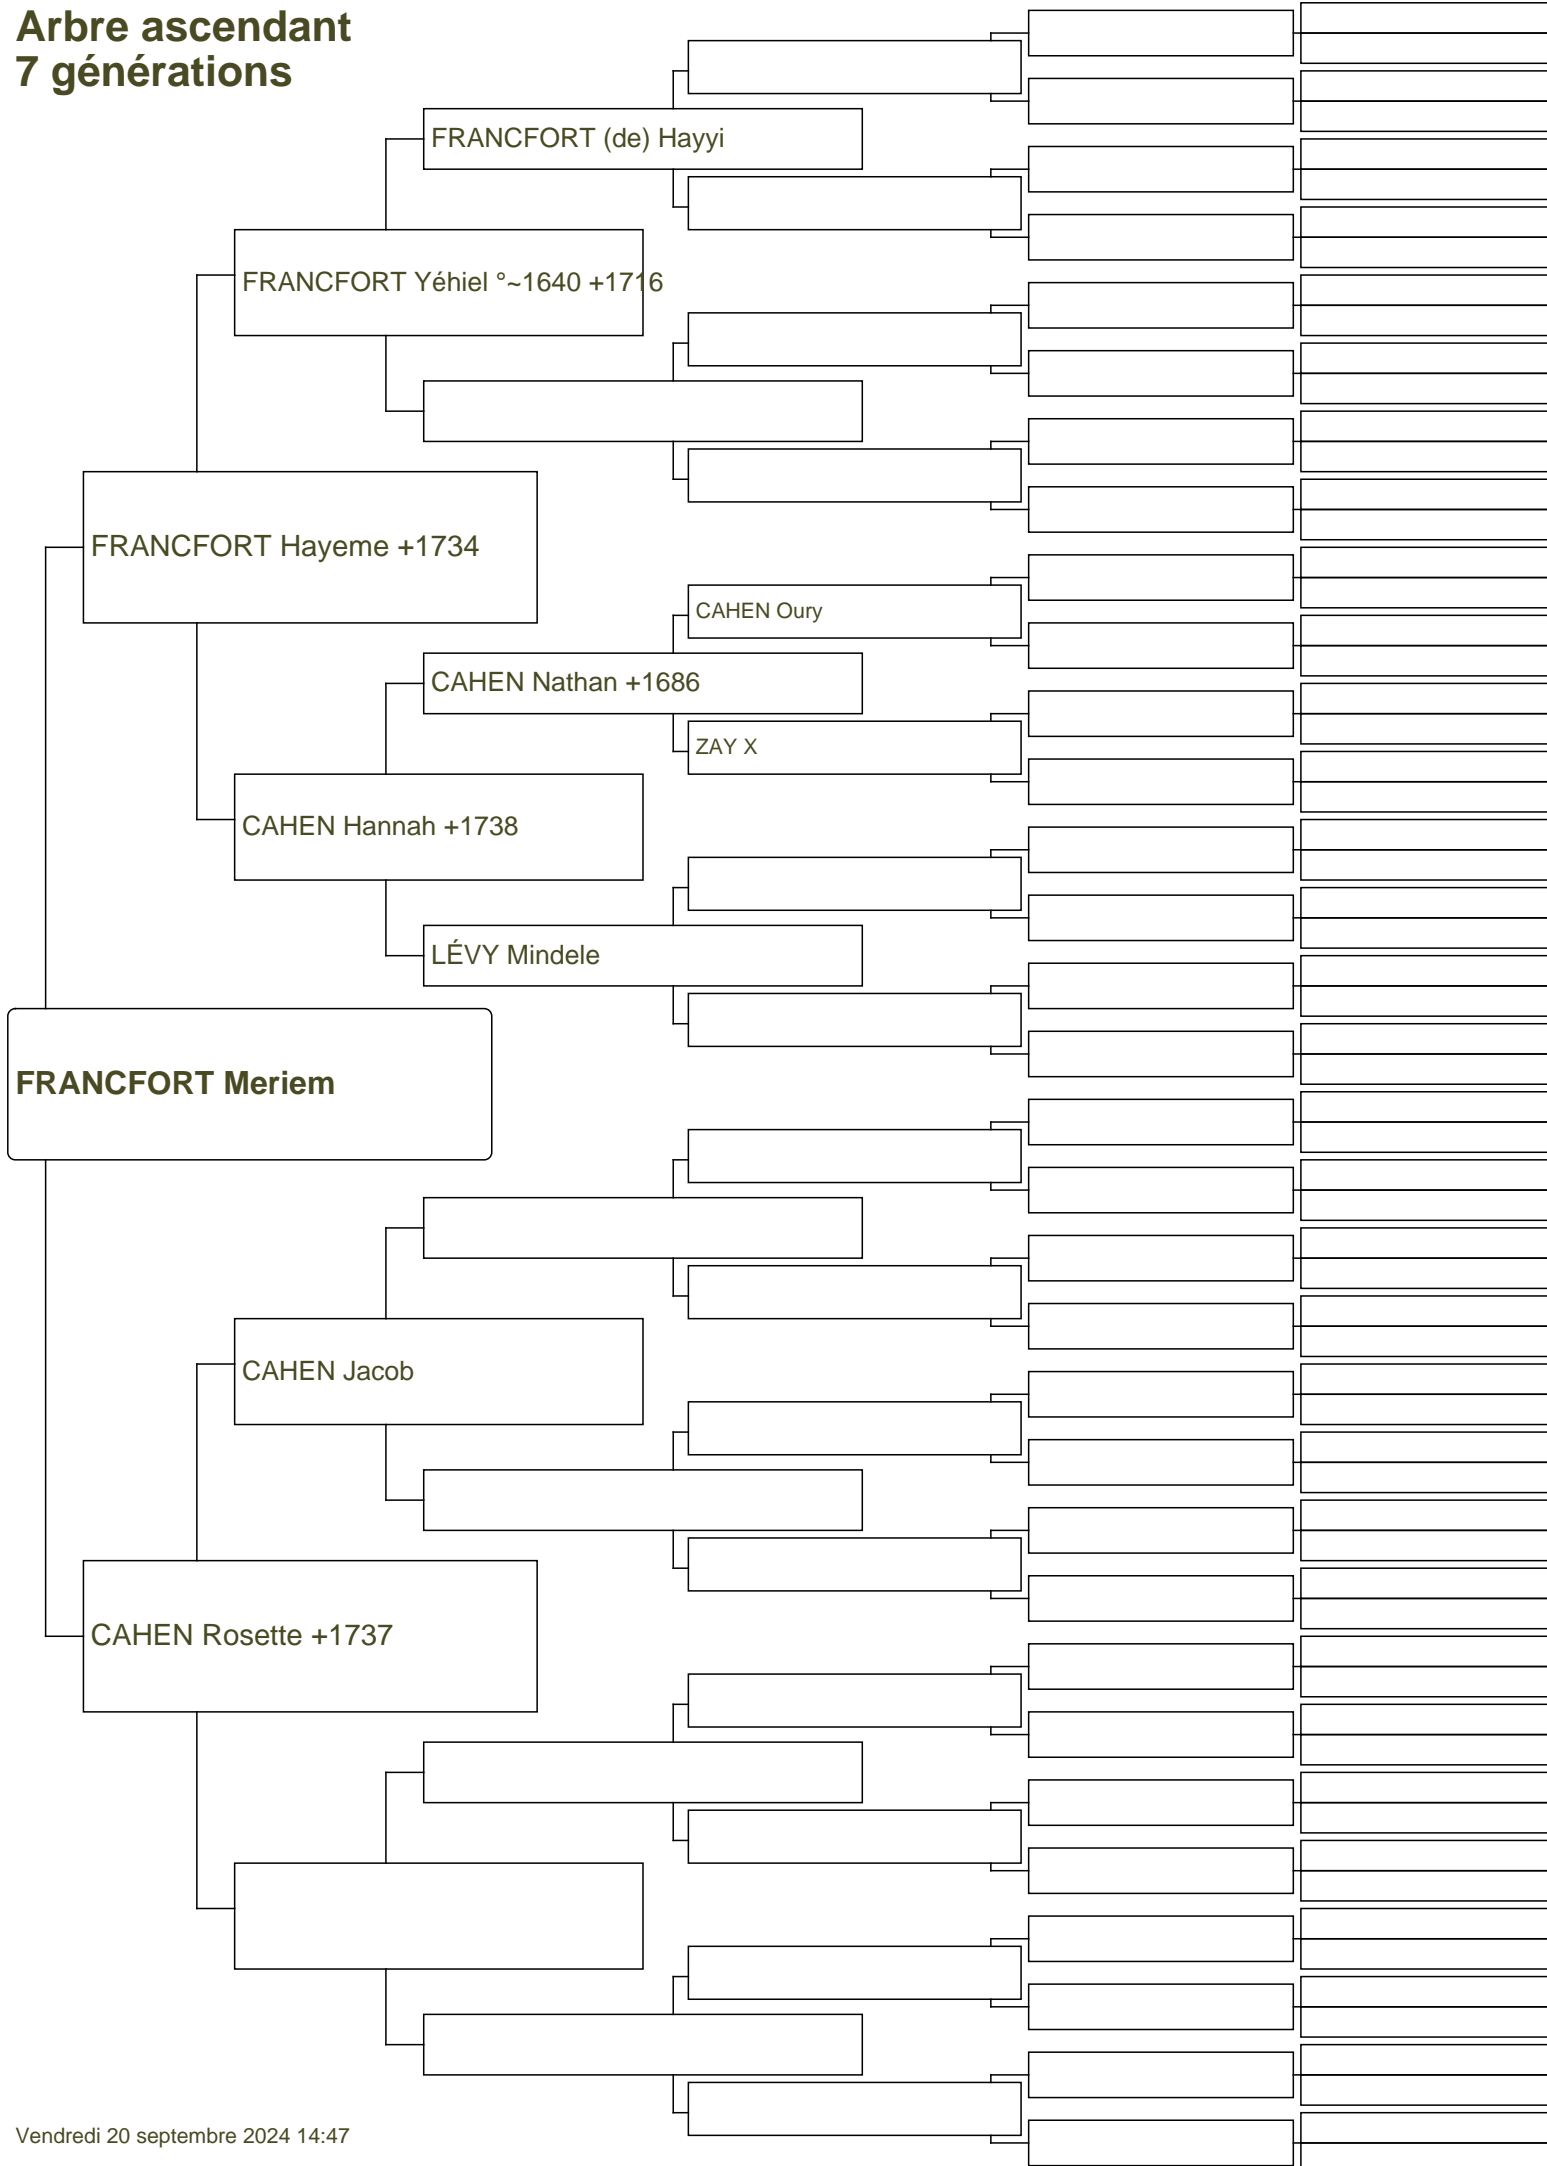 Arbre ascendant
7 générations
FRANCFORT (de) Hayyi
FRANCFORT Yéhiel °~1640 +1716
FRANCFORT Hayeme +1734
CAHEN Oury
CAHEN Nathan +1686
ZAY X
CAHEN Hannah +1738
LÉVY Mindele
FRANCFORT Meriem
CAHEN Jacob
CAHEN Rosette +1737
Vendredi 20 septembre 2024 14:47